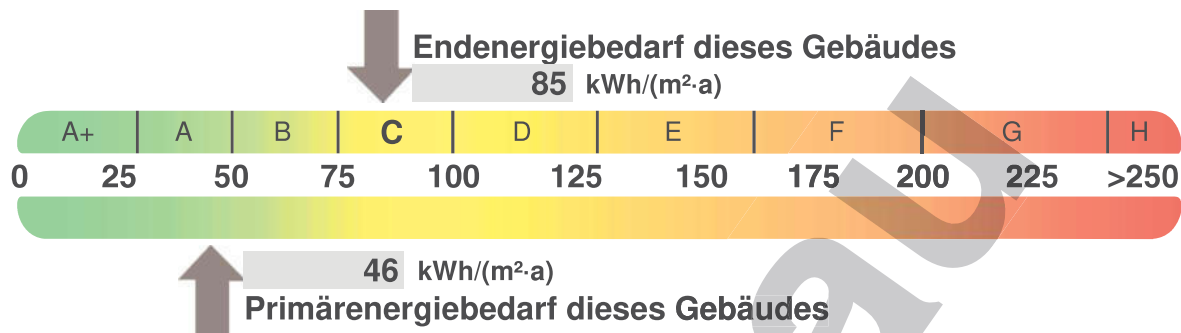 Endenergiebedarf dieses Gebäudes
85 kWh/(m²·a)
A+ A B C D E F G H
0 25 50 75 100 125 150 175 200 225 >250
46 kWh/(m²·a)
Primärenergiebedarf dieses Gebäudes
au